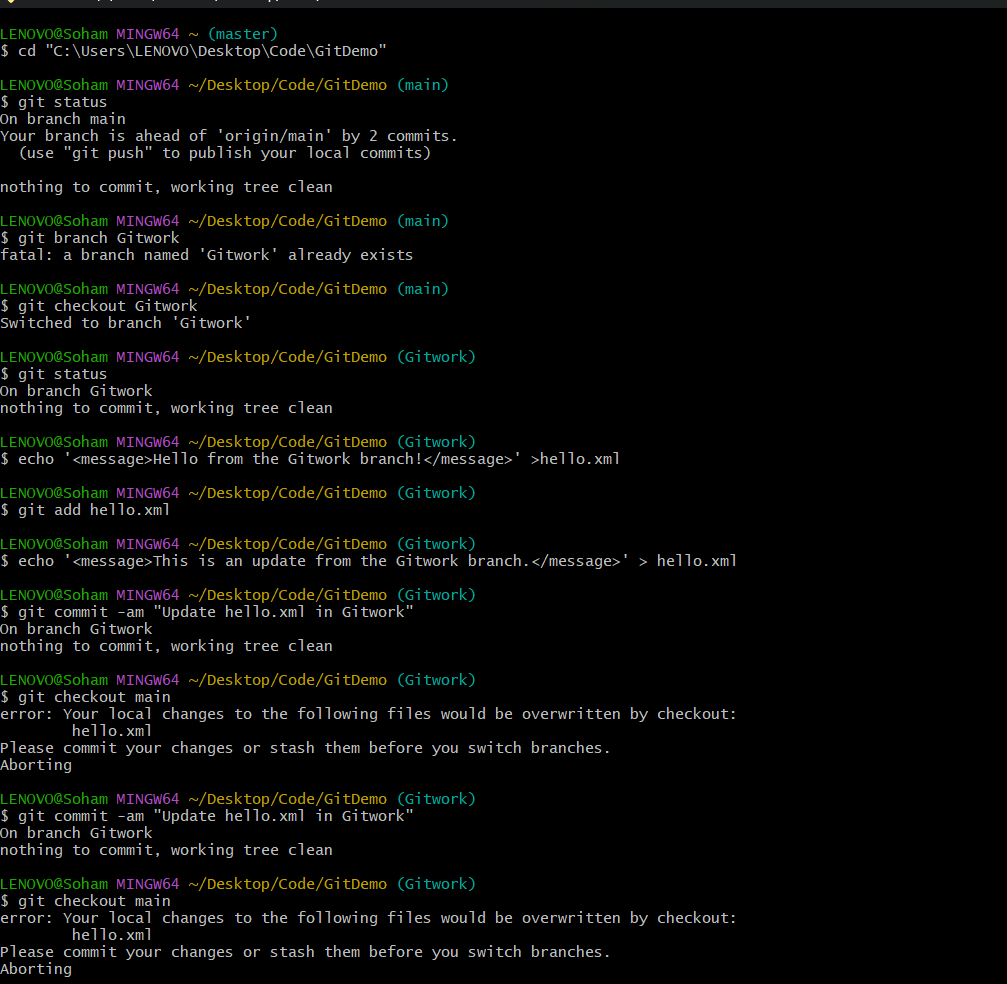 LENOVO@Soham MINGW64 ~ (master)
$ cd "C:\Users\LENOVO\Desktop\Code\GitDemo"

LENOVO@Soham MINGW64 ~/Desktop/Code/GitDemo (main)
$ git status
On branch main
Your branch is ahead of 'origin/main' by 2 commits.
  (use "git push" to publish your local commits)

nothing to commit, working tree clean

LENOVO@Soham MINGW64 ~/Desktop/Code/GitDemo (main)
$ git branch Gitwork
fatal: a branch named 'Gitwork' already exists

LENOVO@Soham MINGW64 ~/Desktop/Code/GitDemo (main)
$ git checkout Gitwork
Switched to branch 'Gitwork'

LENOVO@Soham MINGW64 ~/Desktop/Code/GitDemo (Gitwork)
$ git status
On branch Gitwork
nothing to commit, working tree clean

LENOVO@Soham MINGW64 ~/Desktop/Code/GitDemo (Gitwork)
$ echo '<message>Hello from the Gitwork branch!</message>' >hello.xml

LENOVO@Soham MINGW64 ~/Desktop/Code/GitDemo (Gitwork)
$ git add hello.xml

LENOVO@Soham MINGW64 ~/Desktop/Code/GitDemo (Gitwork)
$ echo '<message>This is an update from the Gitwork branch.</message>' > hello.xml

LENOVO@Soham MINGW64 ~/Desktop/Code/GitDemo (Gitwork)
$ git commit -am "Update hello.xml in Gitwork"
On branch Gitwork
nothing to commit, working tree clean

LENOVO@Soham MINGW64 ~/Desktop/Code/GitDemo (Gitwork)
$ git checkout main
error: Your local changes to the following files would be overwritten by checkout:
        hello.xml
Please commit your changes or stash them before you switch branches.
Aborting

LENOVO@Soham MINGW64 ~/Desktop/Code/GitDemo (Gitwork)
$ git commit -am "Update hello.xml in Gitwork"
On branch Gitwork
nothing to commit, working tree clean

LENOVO@Soham MINGW64 ~/Desktop/Code/GitDemo (Gitwork)
$ git checkout main
error: Your local changes to the following files would be overwritten by checkout:
        hello.xml
Please commit your changes or stash them before you switch branches.
Aborting